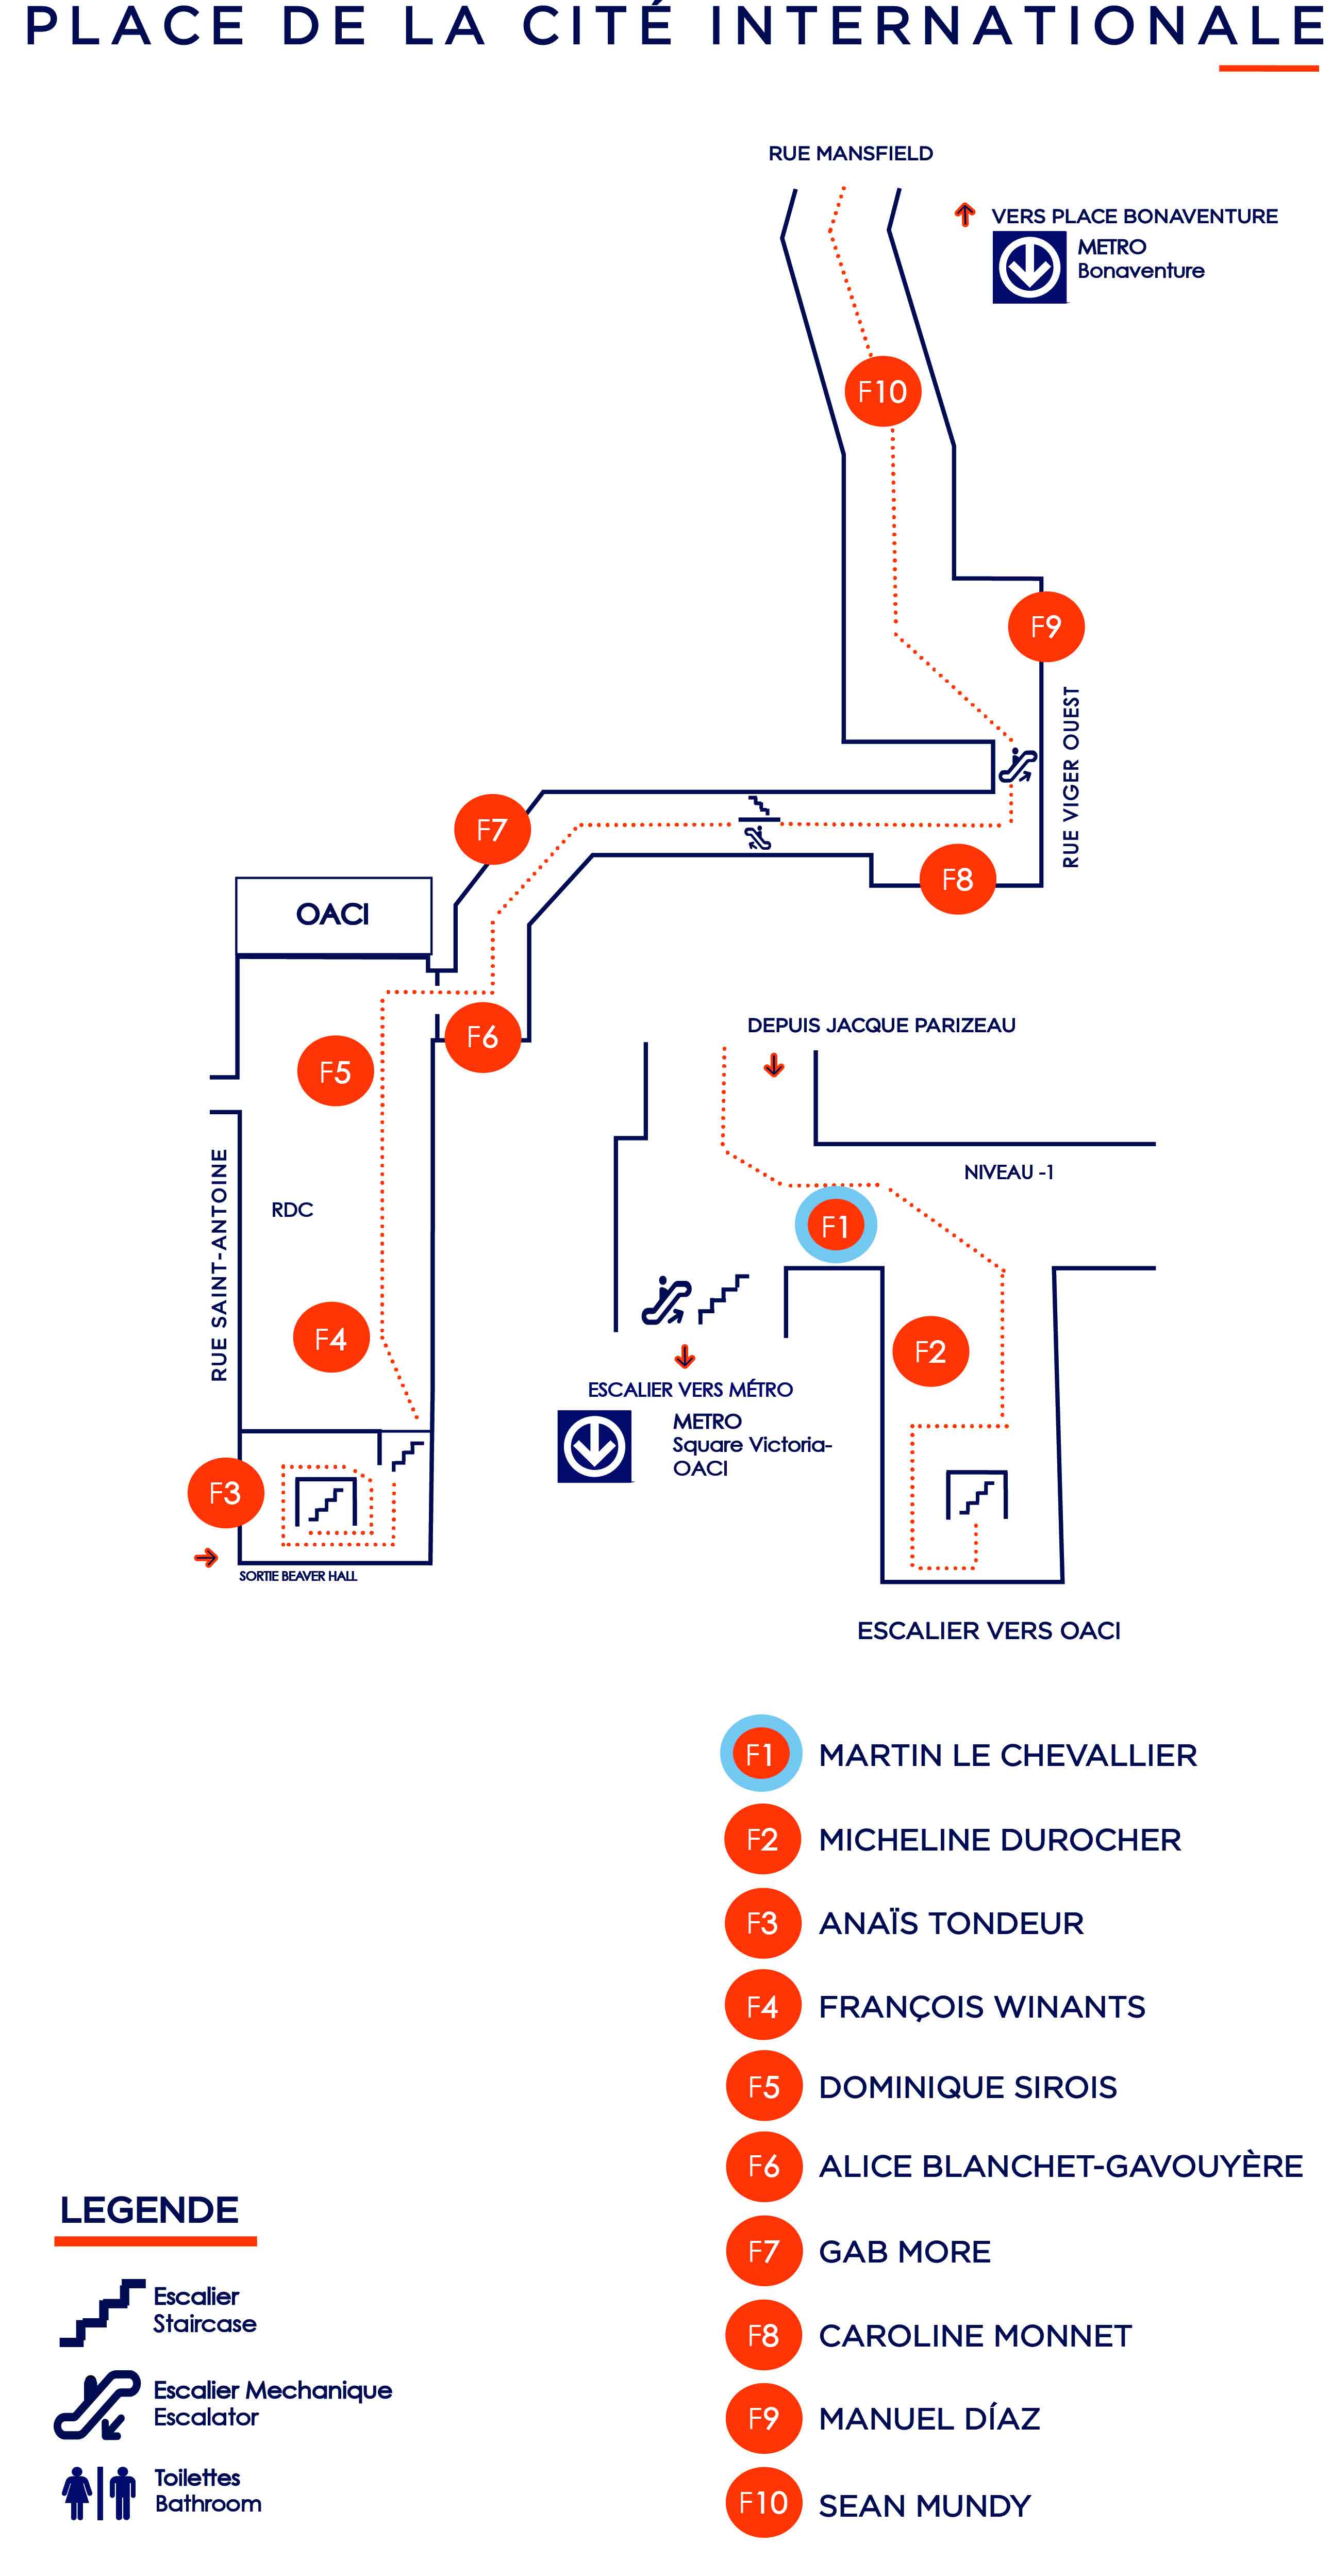 PLACE DE LA CITÉ INTERNATIONALE
RUE MANSFIELD
VERS PLACE BONAVENTURE
METRO
Bonaventure
F10
F9
RUE VIGER OUEST
F7
F8
OACI
F6
F5
DEPUIS JACQUE PARIZEAU
NIVEAU -1
RUE SAINT-ANTOINE
RDC
F1
F4
F2
ESCALIER VERS MÉTRO
METRO
Square Victoria-
OACI
F3
SORTIE BEAVER HALL
ESCALIER VERS OACI
F1 MARTIN LE CHEVALLIER
F2 MICHELINE DUROCHER
F3 ANAÏS TONDEUR
F4 FRANÇOIS WINANTS
F5 DOMINIQUE SIROIS
F6 ALICE BLANCHET-GAVOUYÈRE
F7 GAB MORE
F8 CAROLINE MONNET
F9 MANUEL DÍAZ
F10 SEAN MUNDY
LEGENDE
Escalier
Staircase
Escalier Mechanique
Escalator
Toilettes
Bathroom